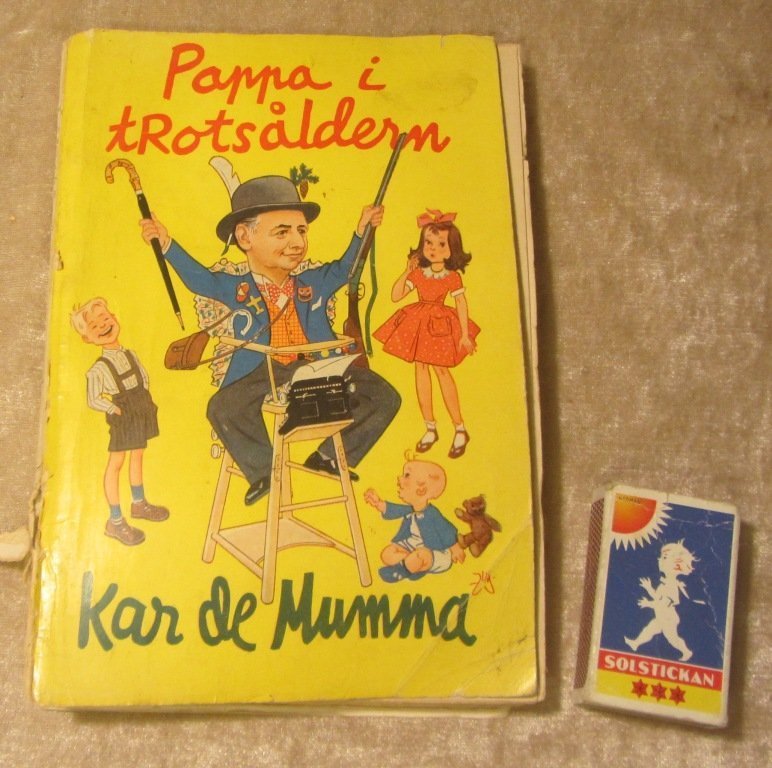 Pappa i
tRotsåldern
Kar de Mumma
SOLSTICKAN